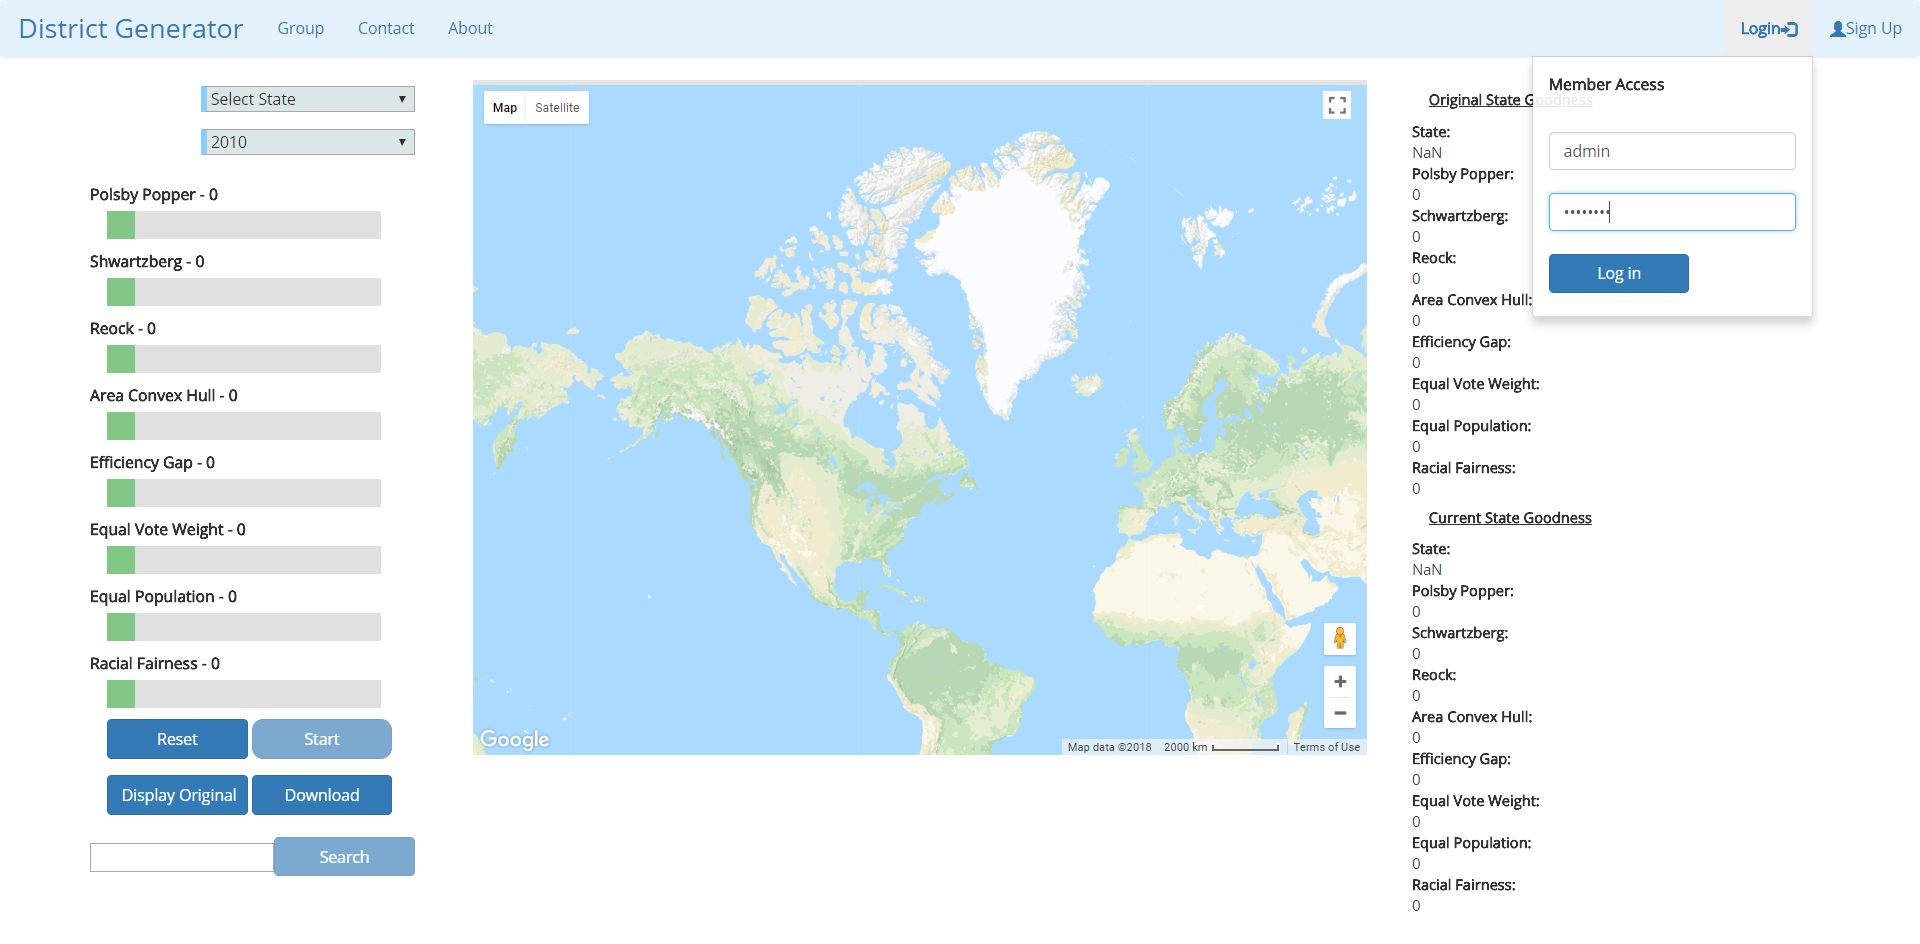 District Generator
Group
Contact
About
Login
Sign Up
Select State
2010
Polsby Popper - 0
Shwartzberg - 0
Reock - 0
Area Convex Hull - 0
Efficiency Gap - 0
Equal Vote Weight - 0
Equal Population - 0
Racial Fairness - 0
Reset
Start
Display Original
Download
Search
Map
Satellite
Google
Map data ©2018
2000 km
Terms of Use
Original State Goodness
State:
NaN
Polsby Popper:
0
Schwartzberg:
0
Reock:
0
Area Convex Hull:
0
Efficiency Gap:
0
Equal Vote Weight:
0
Equal Population:
0
Racial Fairness:
0
Current State Goodness
State:
NaN
Polsby Popper:
0
Schwartzberg:
0
Reock:
0
Area Convex Hull:
0
Efficiency Gap:
0
Equal Vote Weight:
0
Equal Population:
0
Racial Fairness:
0
Member Access
admin
••••••••
Log in